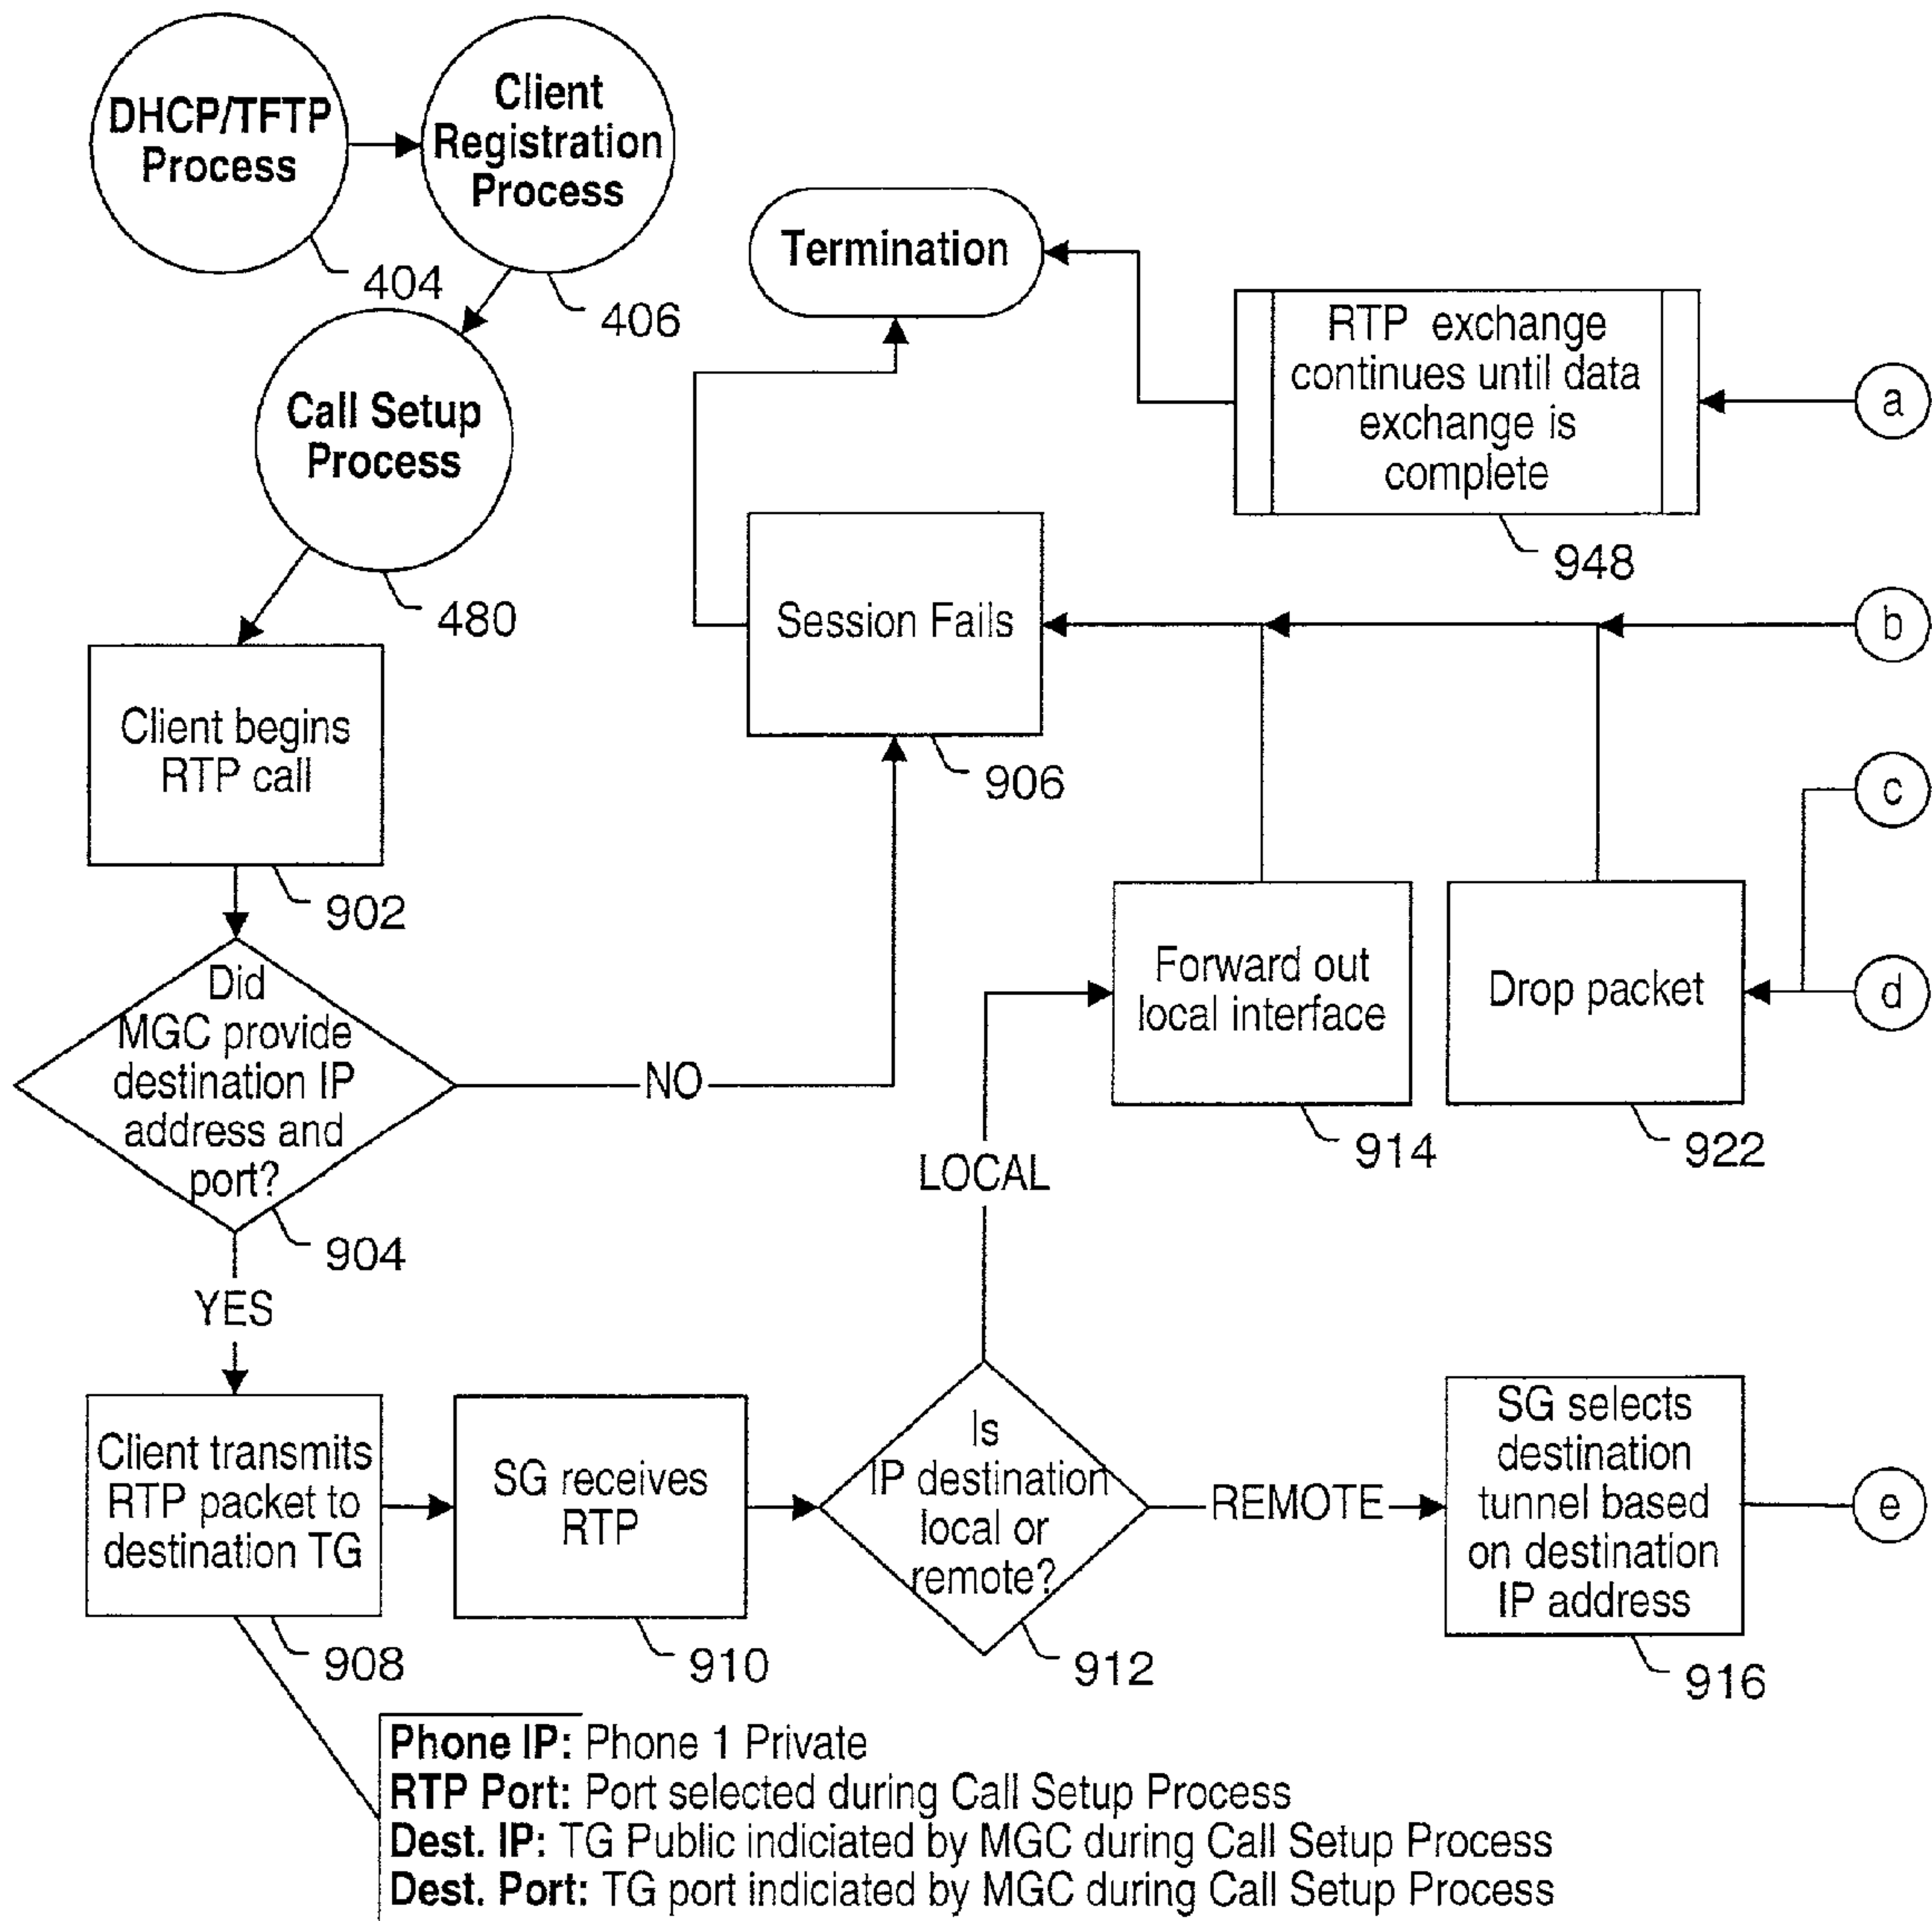 DHCP/TFTP
Process
404
Client
Registration
Process
406
Call Setup
Process
480
Termination
RTP exchange
continues until data
exchange is
complete
948
a
Session Fails
906
b
Client begins
RTP call
902
c
Forward out
local interface
914
Drop packet
922
d
Did
MGC provide
destination IP
address and
port?
904
NO
YES
LOCAL
Client transmits
RTP packet to
destination TG
908
SG receives
RTP
910
Is
IP destination
local or
remote?
912
REMOTE
SG selects
destination
tunnel based
on destination
IP address
916
e
Phone IP: Phone 1 Private
RTP Port: Port selected during Call Setup Process
Dest. IP: TG Public indiciated by MGC during Call Setup Process
Dest. Port: TG port indiciated by MGC during Call Setup Process